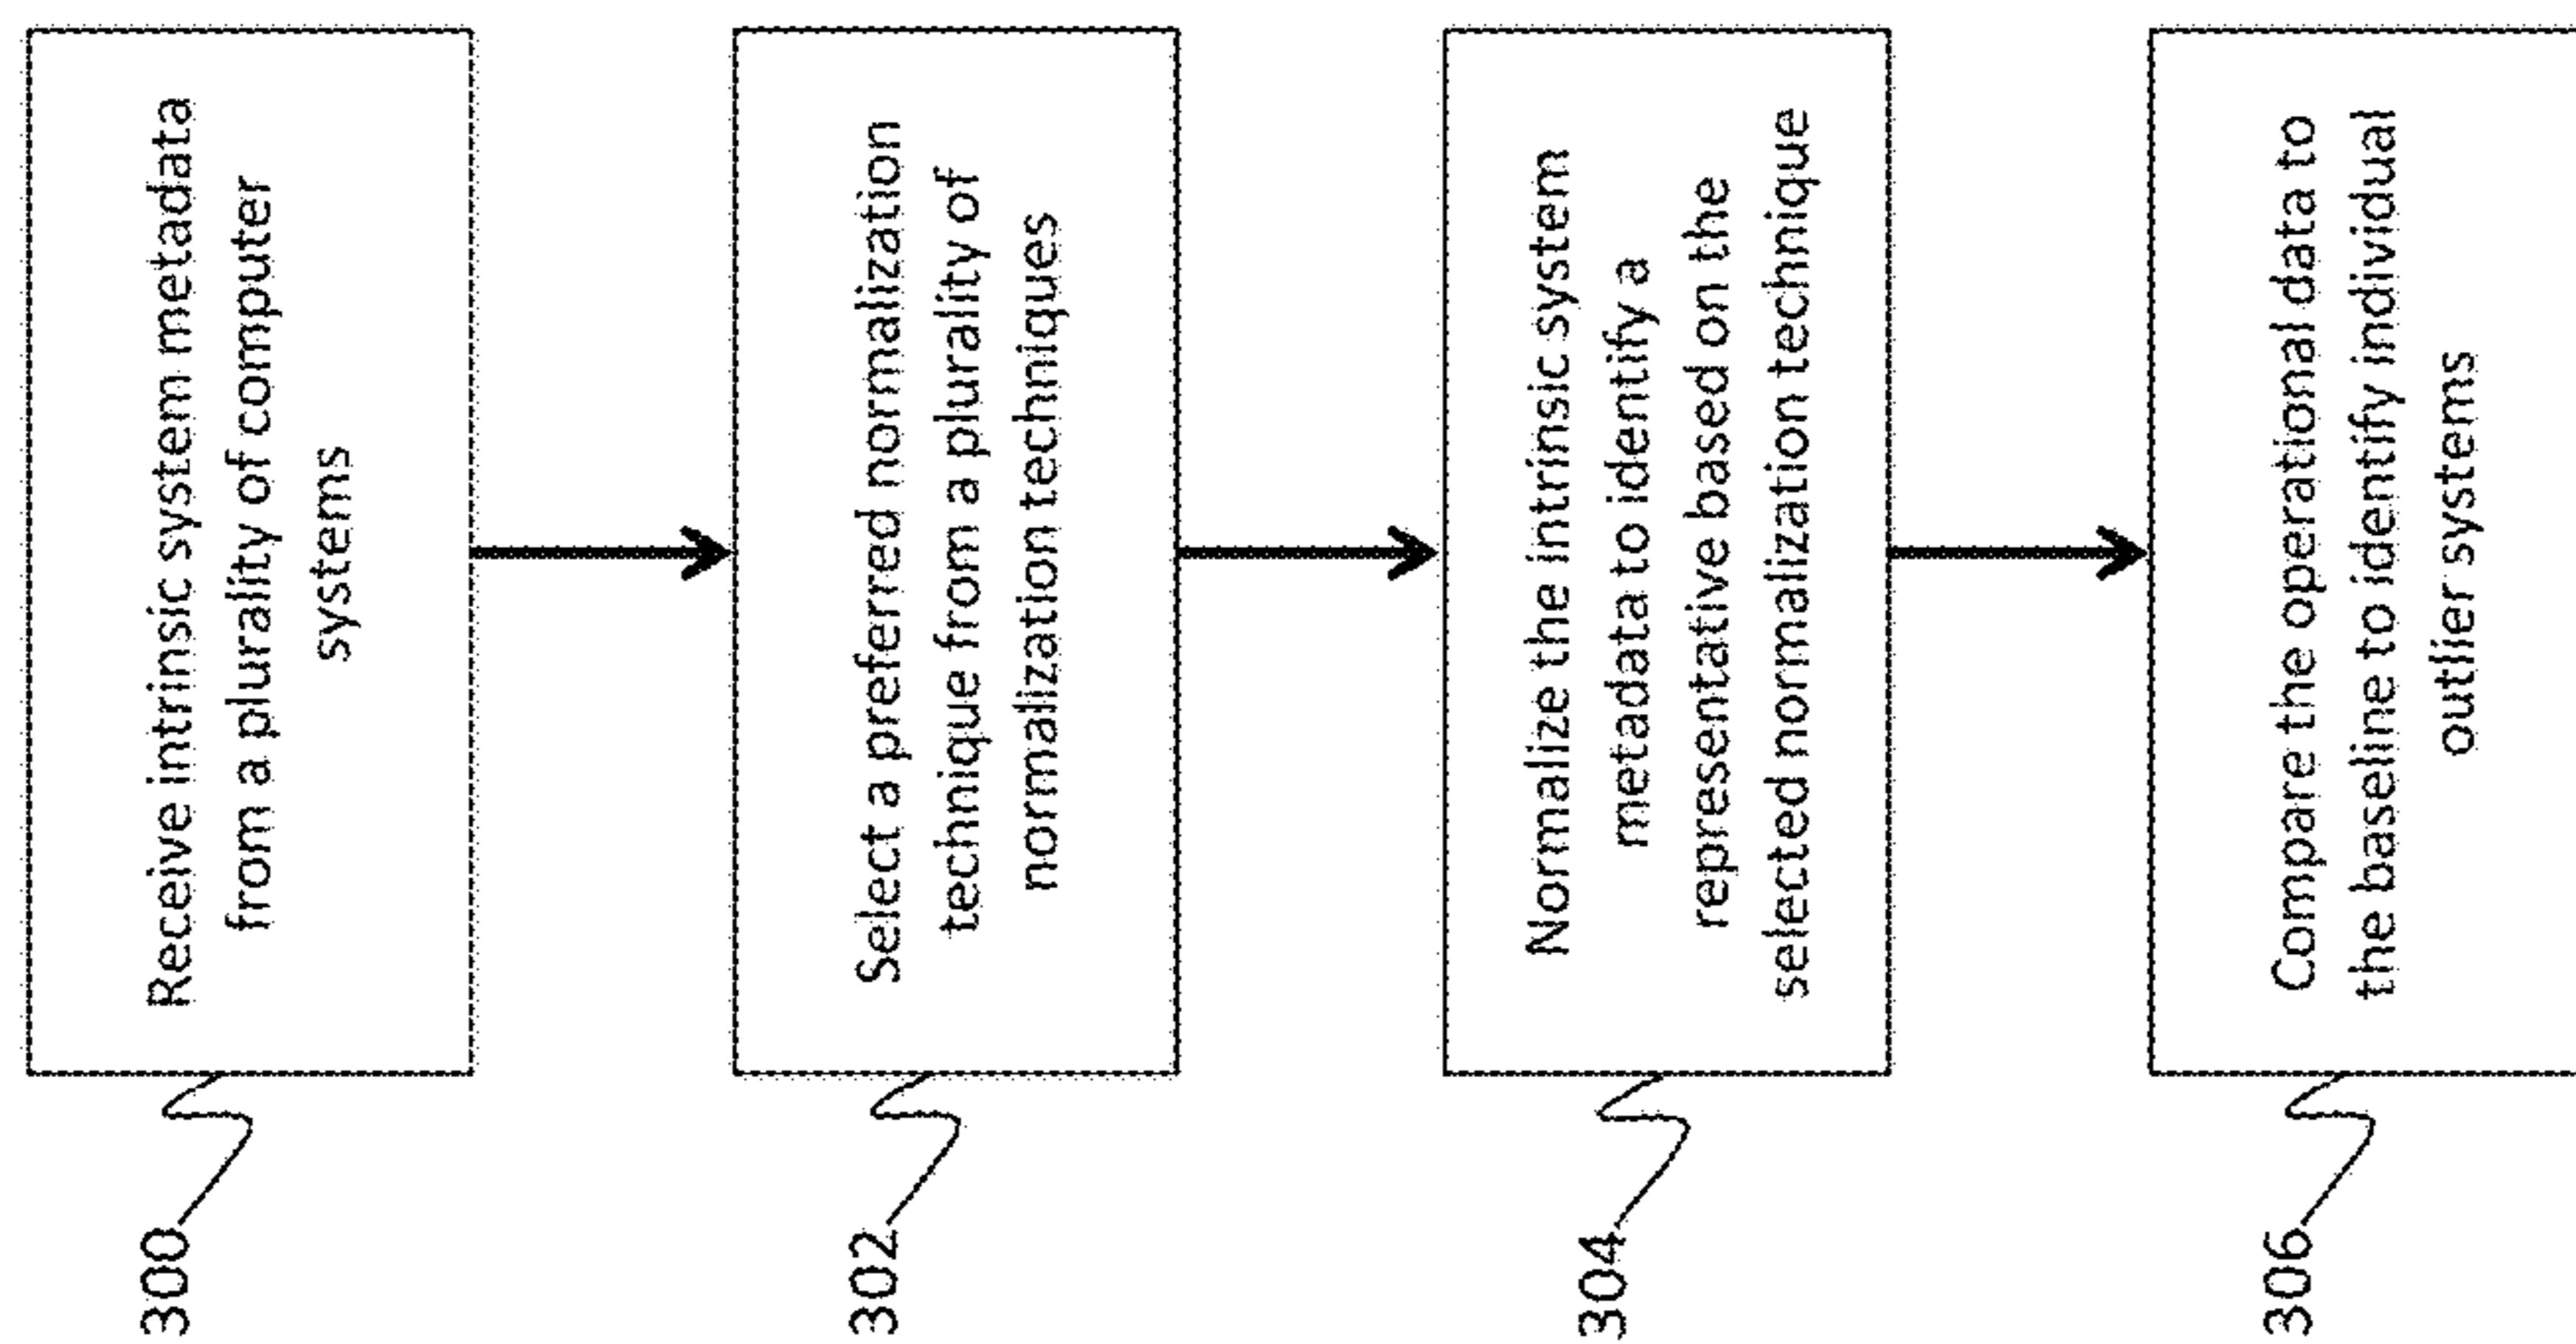 300
Receive intrinsic system metadata
from a plurality of computer
systems
302
Select a preferred normalization
technique from a plurality of
normalization techniques
304
Normalize the intrinsic system
metadata to identify a
representative based on the
selected normalization technique
306
Compare the operational data to
the baseline to identify individual
outlier systems